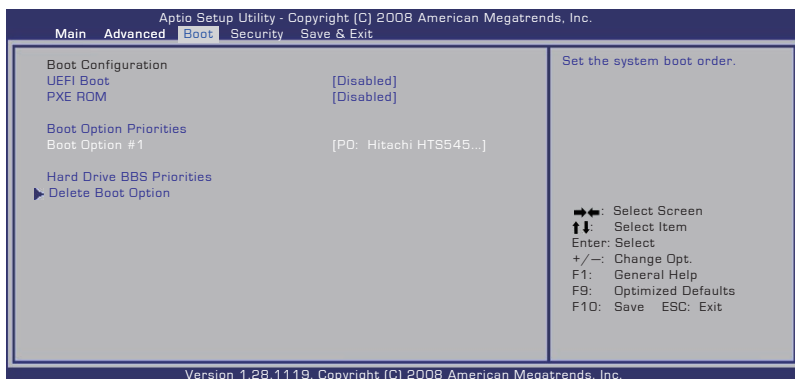 Aptio Setup Utility - Copyright (C) 2008 American Megatrends, Inc.
Main Advanced Boot Security Save & Exit
Boot Configuration
UEFI Boot [Disabled]
PXE ROM [Disabled]
Boot Option Priorities
Boot Option #1 [P0: Hitachi HTS545...]
Hard Drive BBS Priorities
Delete Boot Option
Set the system boot order.
→←: Select Screen
↑↓: Select Item
Enter: Select
+/—: Change Opt.
F1: General Help
F9: Optimized Defaults
F10: Save ESC: Exit
Version 1.28.1119. Copyright (C) 2008 American Megatrends, Inc.